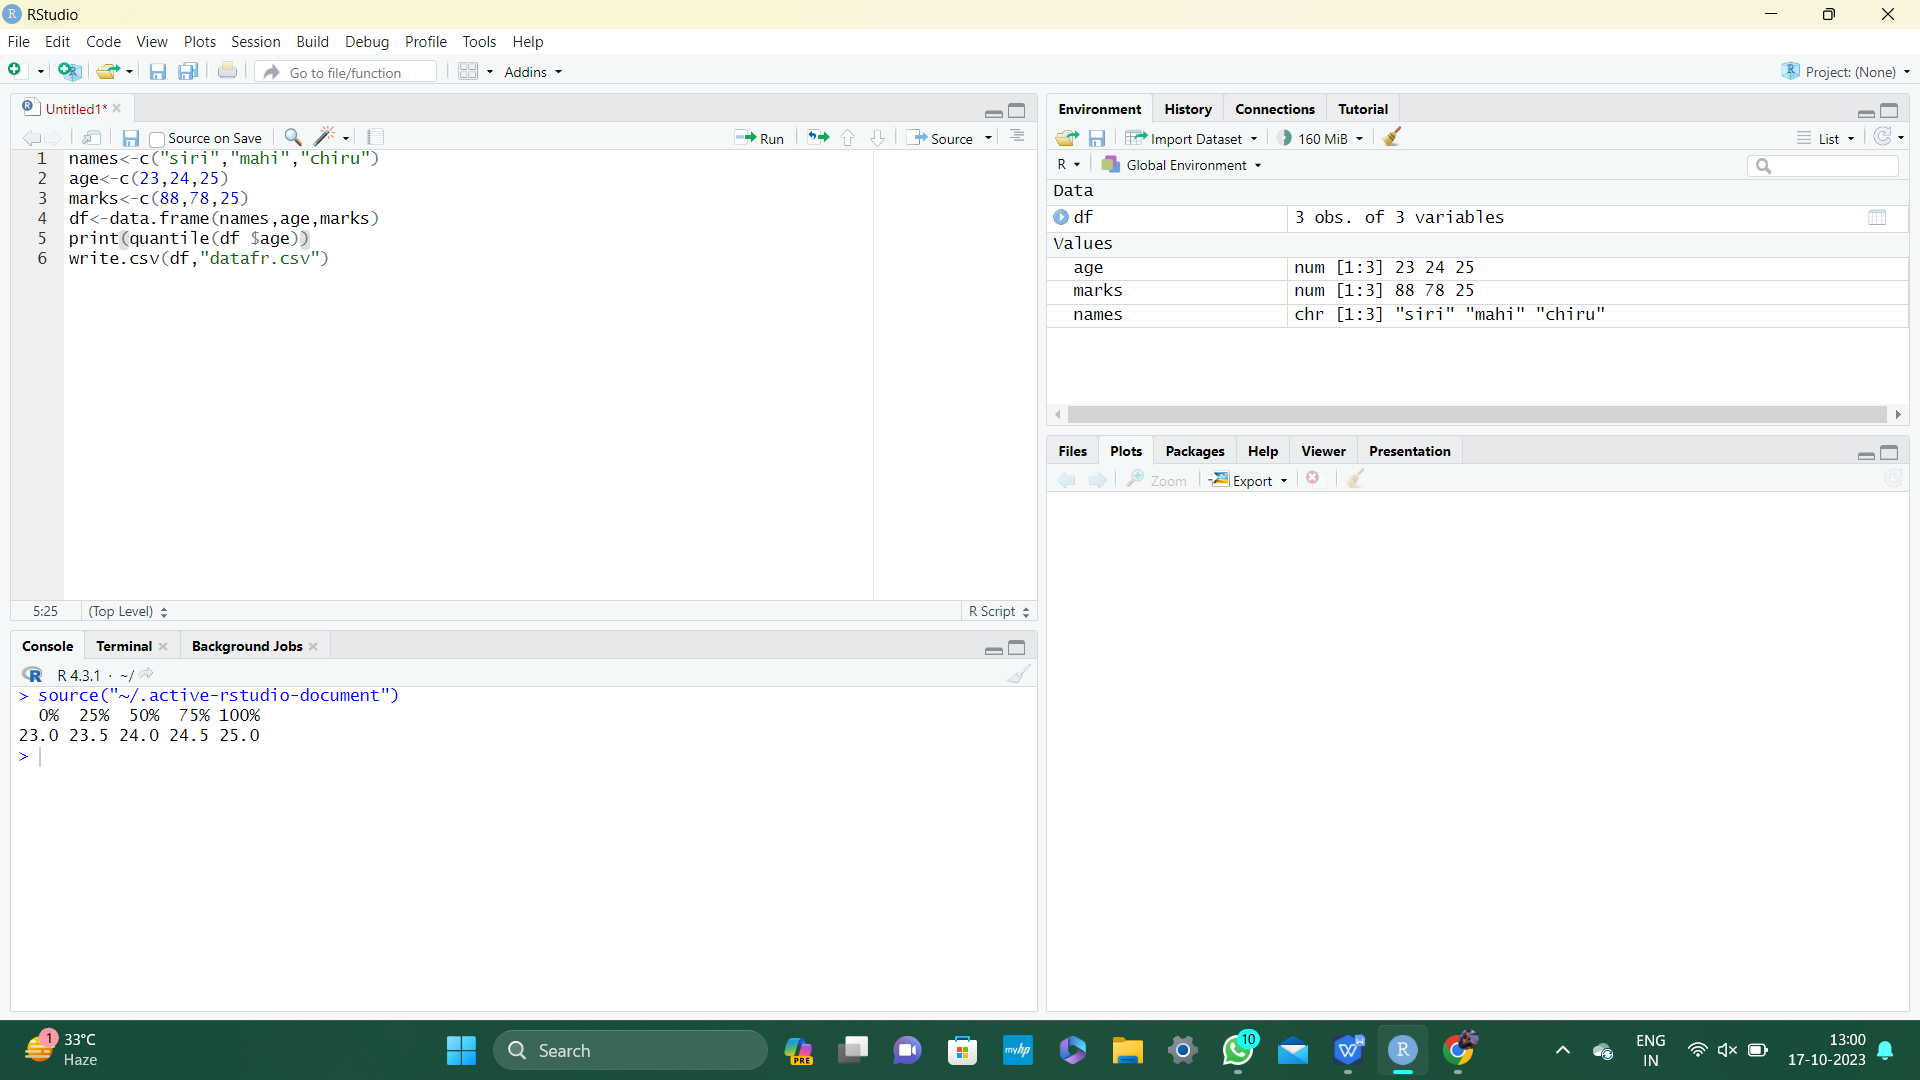 RStudio
File Edit Code View Plots Session Build Debug Profile Tools Help
Go to file/function Addins Project: (None)
Untitled1*
Source on Save Run Source
1 names<-c("siri","mahi","chiru")
2 age<-c(23,24,25)
3 marks<-c(88,78,25)
4 df<-data.frame(names,age,marks)
5 print(quantile(df $age))
6 write.csv(df,"datafr.csv")
5:25 (Top Level) R Script
Console Terminal Background Jobs
R 4.3.1 · ~/
> source("~/.active-rstudio-document")
0% 25% 50% 75% 100%
23.0 23.5 24.0 24.5 25.0
>
Environment History Connections Tutorial
Import Dataset 160 MiB List
R Global Environment
Data
df 3 obs. of 3 variables
Values
age num [1:3] 23 24 25
marks num [1:3] 88 78 25
names chr [1:3] "siri" "mahi" "chiru"
Files Plots Packages Help Viewer Presentation
Zoom Export
1 33°C
Haze
Search
PRE
myhp
10
W
R
ENG
IN
13:00
17-10-2023